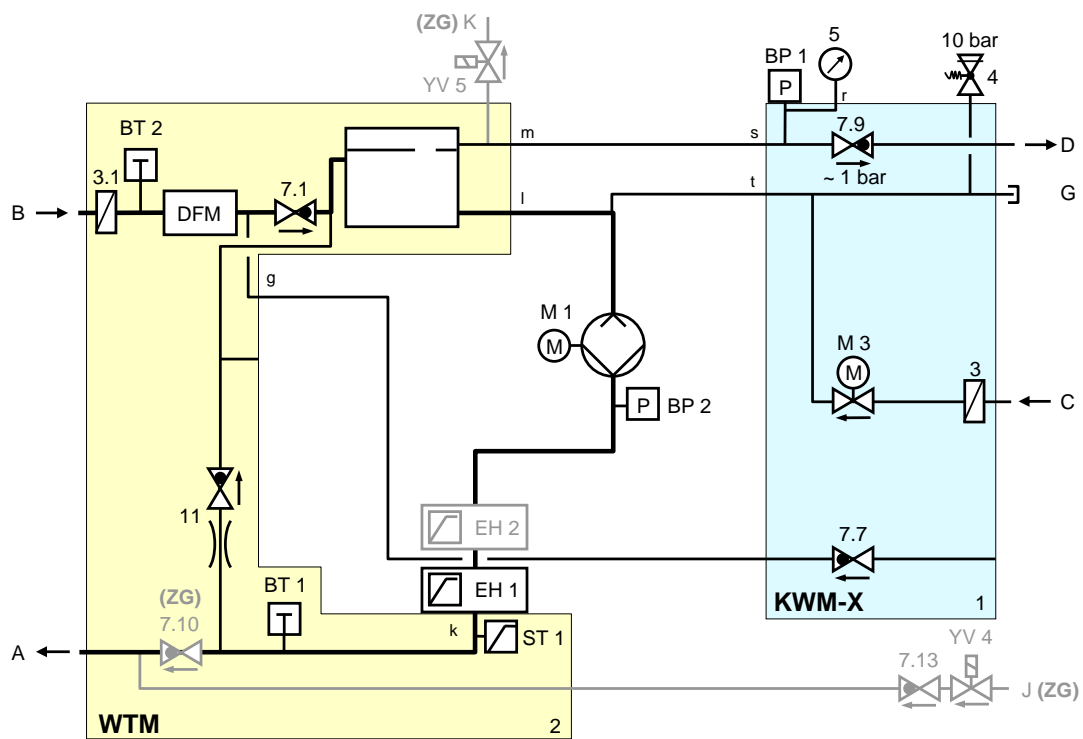 (ZG) K
YV 5
5
10 bar
BP 1
P
4
r
BT 2
m
s
7.9
D
3.1
7.1
~ 1 bar
t
G
B
DFM
l
g
M 1
M
M 3
M
3
C
P
BP 2
11
EH 2
7.7
BT 1
EH 1
KWM-X
1
(ZG)
7.10
k
ST 1
YV 4
A
7.13
J (ZG)
WTM
2